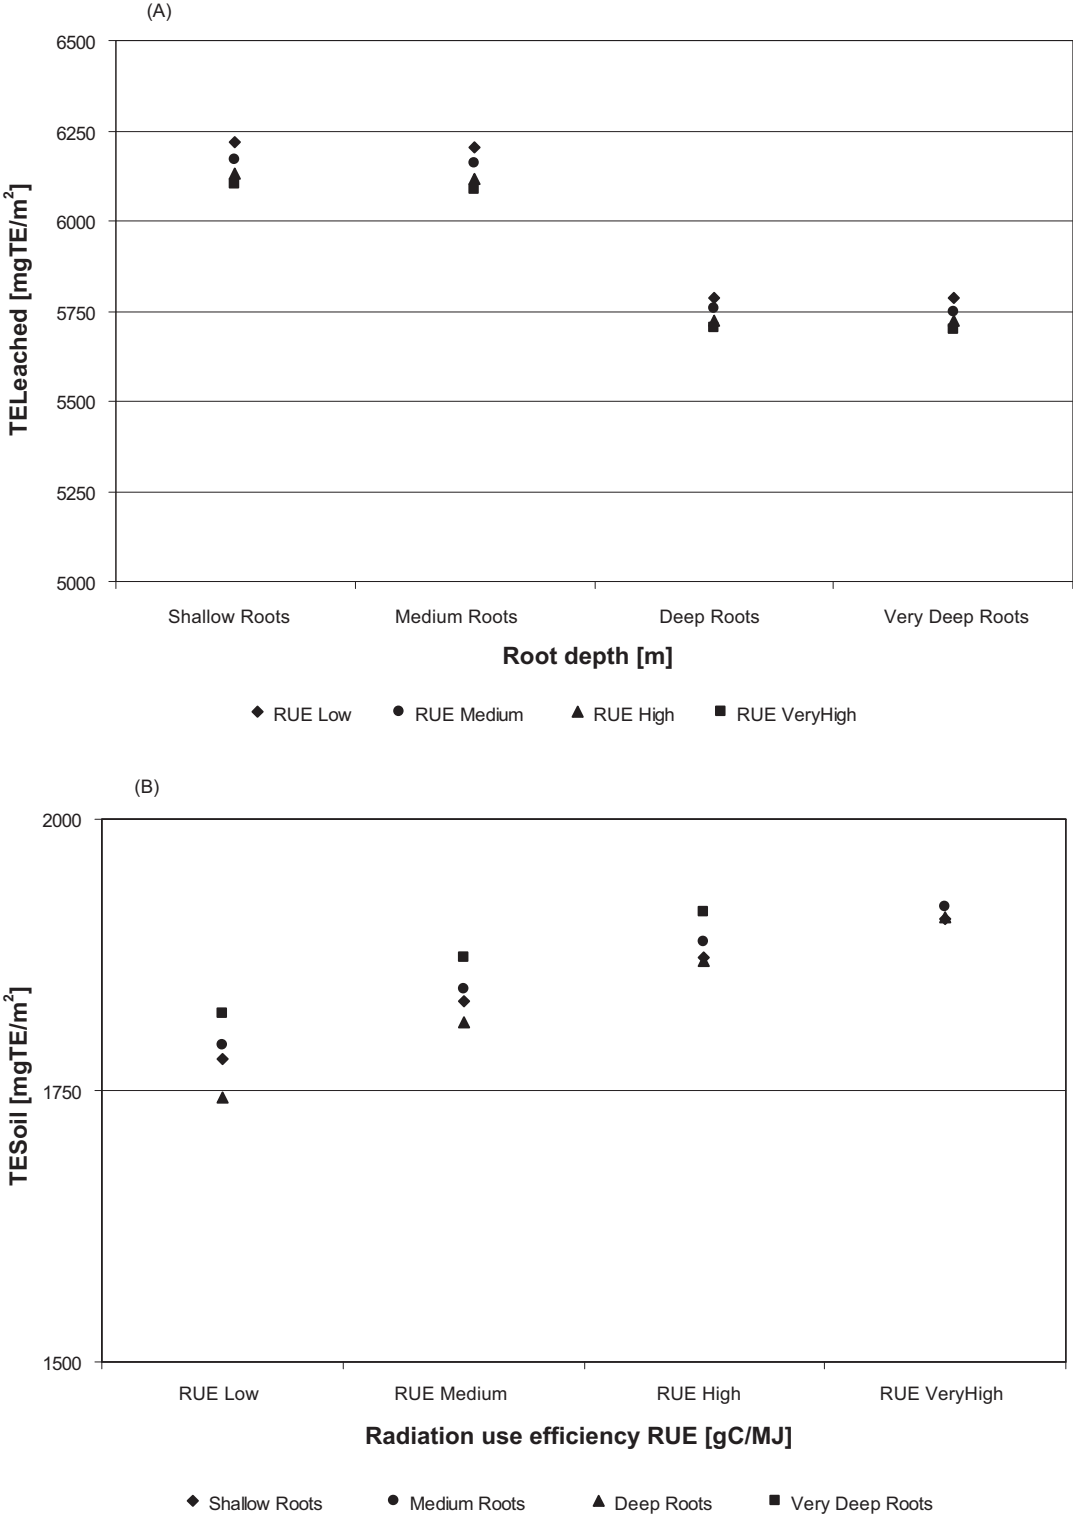 (A)
6500
6250
6000
5750
5500
5250
5000
TELeached [mgTE/m²]
Shallow Roots Medium Roots Deep Roots Very Deep Roots
Root depth [m]
RUE Low RUE Medium RUE High RUE VeryHigh
(B)
2000
1750
1500
TESoil [mgTE/m²]
RUE Low RUE Medium RUE High RUE VeryHigh
Radiation use efficiency RUE [gC/MJ]
Shallow Roots Medium Roots Deep Roots Very Deep Roots